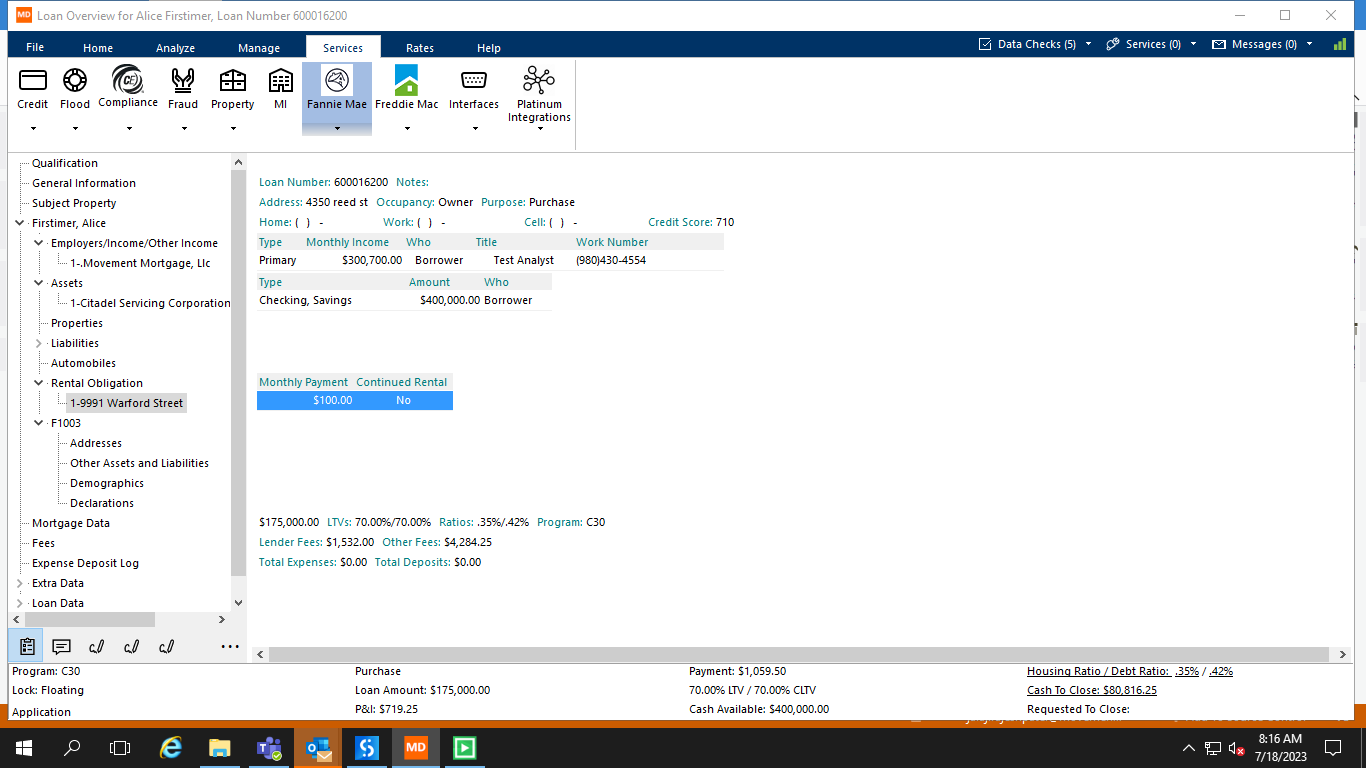 MD Loan Overview for Alice Firstimer, Loan Number 600016200
File Home Analyze Manage Services Rates Help Data Checks (5) Services (0) Messages (0)
Credit Flood Compliance Fraud Property MI Fannie Mae Freddie Mac Interfaces Platinum Integrations
Qualification
General Information
Subject Property
Firstimer, Alice
Employers/Income/Other Income
1-.Movement Mortgage, Llc
Assets
1-Citadel Servicing Corporation
Properties
Liabilities
Automobiles
Rental Obligation
1-9991 Warford Street
F1003
Addresses
Other Assets and Liabilities
Demographics
Declarations
Mortgage Data
Fees
Expense Deposit Log
Extra Data
Loan Data
Loan Number: 600016200 Notes:
Address: 4350 reed st Occupancy: Owner Purpose: Purchase
Home: ( ) - Work: ( ) - Cell: ( ) - Credit Score: 710
Type Monthly Income Who Title Work Number
Primary $300,700.00 Borrower Test Analyst (980)430-4554
Type Amount Who
Checking, Savings $400,000.00 Borrower
Monthly Payment Continued Rental
$100.00 No
$175,000.00 LTVs: 70.00%/70.00% Ratios: .35%/.42% Program: C30
Lender Fees: $1,532.00 Other Fees: $4,284.25
Total Expenses: $0.00 Total Deposits: $0.00
Program: C30 Purchase Payment: $1,059.50 Housing Ratio / Debt Ratio: .35% / .42%
Lock: Floating Loan Amount: $175,000.00 70.00% LTV / 70.00% CLTV Cash To Close: $80,816.25
Application P&I: $719.25 Cash Available: $400,000.00 Requested To Close:
MD
8:16 AM
7/18/2023